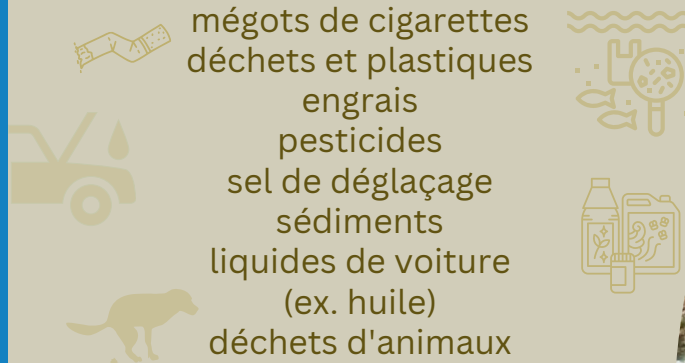 mégots de cigarettes
déchets et plastiques
engrais
pesticides
sel de déglaçage
sédiments
liquides de voiture
(ex. huile)
déchets d'animaux